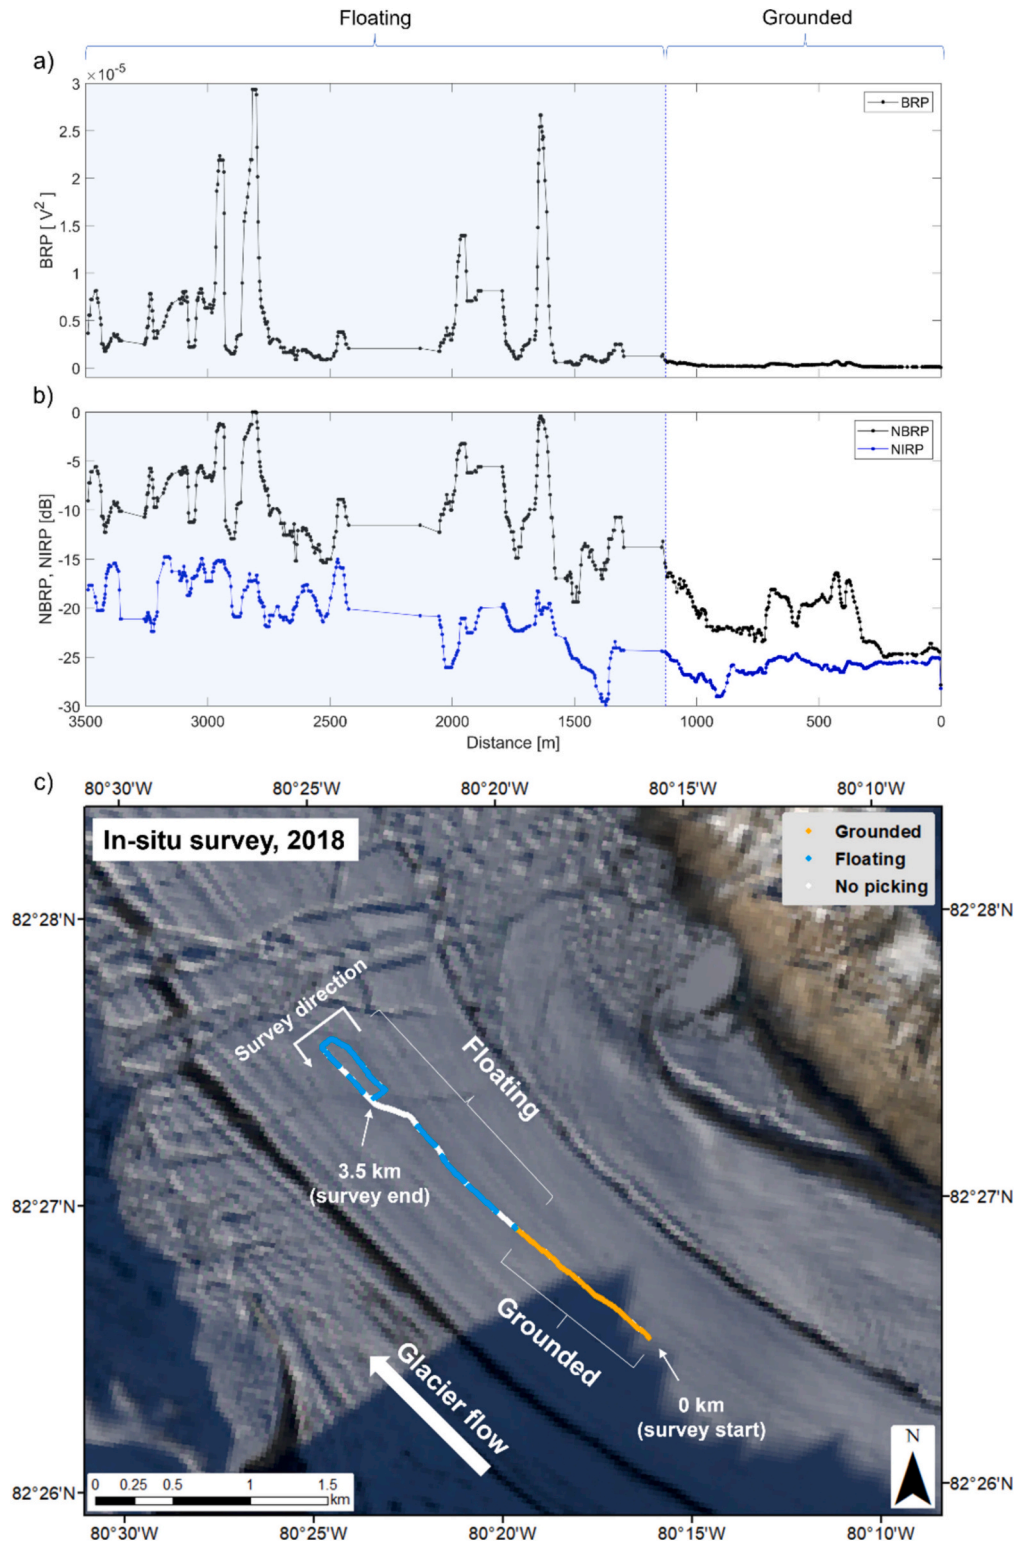 Floating
Grounded
a)
×10⁻⁵
3
2.5
2
1.5
1
0.5
0
BRP [ V² ]
BRP
b)
0
-5
-10
-15
-20
-25
-30
NBRP, NIRP [dB]
NBRP
NIRP
3500
3000
2500
2000
1500
1000
500
0
Distance [m]
c)
80°30'W
80°25'W
80°20'W
80°15'W
80°10'W
In-situ survey, 2018
Grounded
Floating
No picking
82°28'N
82°28'N
Survey direction
Floating
3.5 km
(survey end)
82°27'N
82°27'N
Grounded
Glacier flow
0 km
(survey start)
N
0 0.25 0.5 1 1.5
km
82°26'N
82°26'N
80°30'W
80°25'W
80°20'W
80°15'W
80°10'W